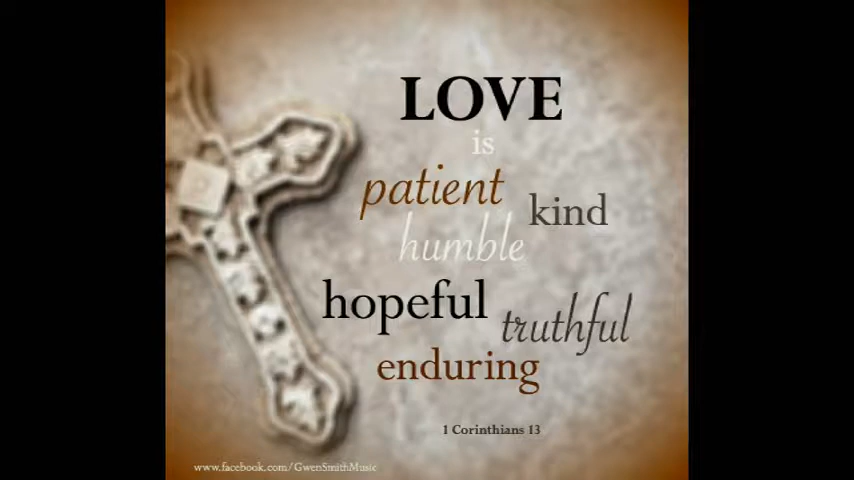 LOVE
is
patient
kind
humble
hopeful
truthful
enduring
1 Corinthians 13
www.facebook.com/GwenSmithMusic